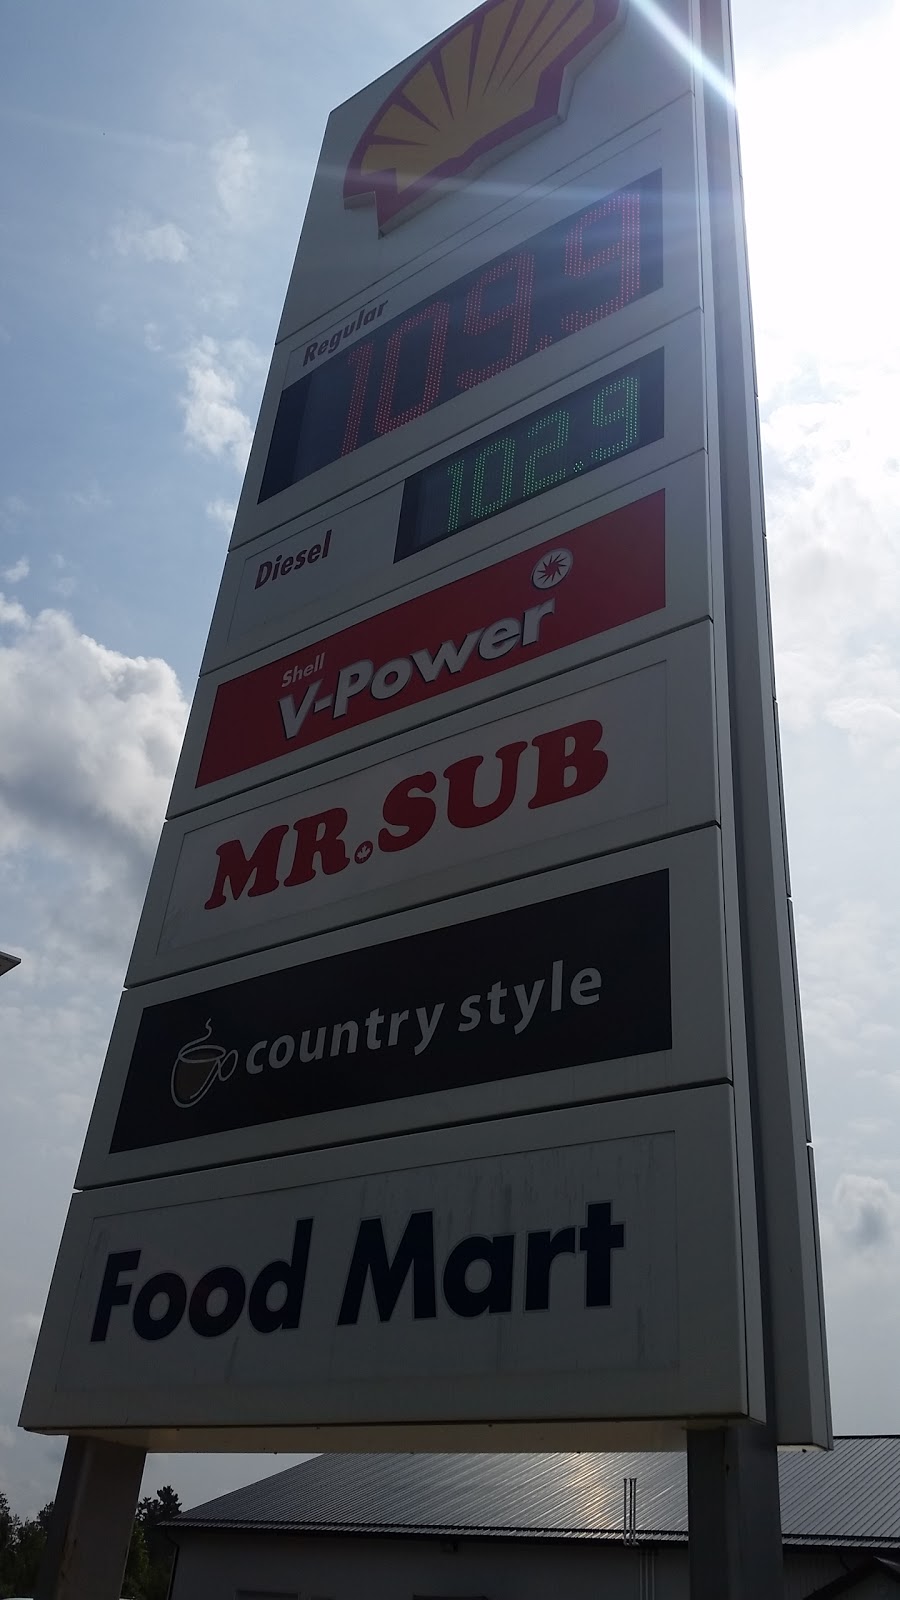 Regular
109.9
102.9
Diesel
Shell
V-Power
MR.SUB
country style
Food Mart